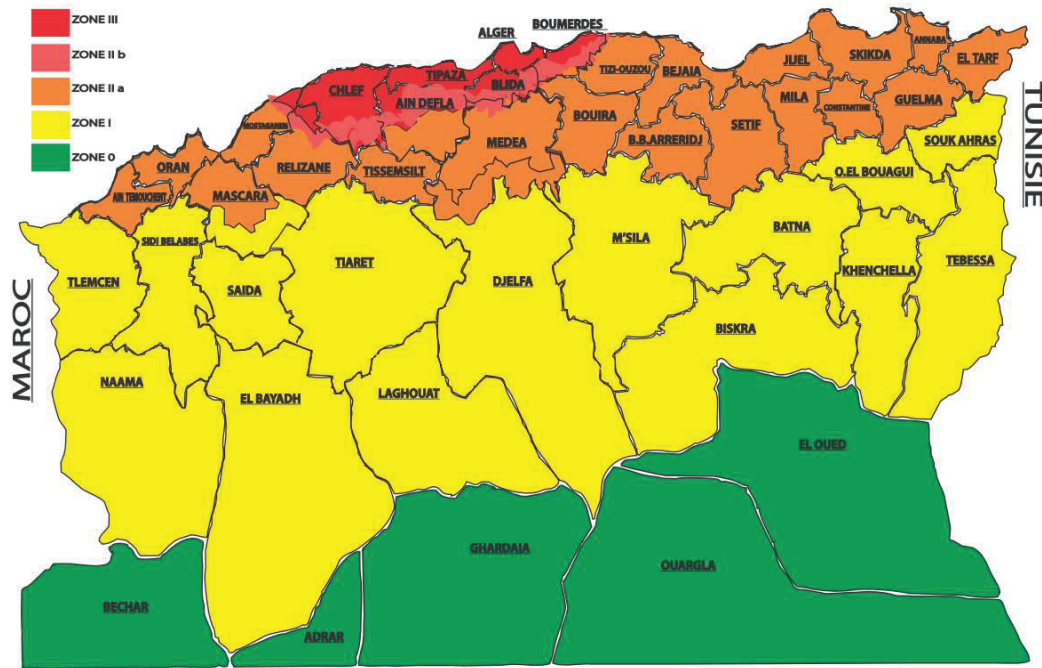 ZONE III
ZONE II b
ZONE II a
ZONE I
ZONE 0
BOUMERDES
ALGER
TIPAZA
BLIDA
CHLEF
AIN DEFLA
TIZI-OUZOU
BEJAIA
JIJEL
SKIKDA
ANNABA
EL TARF
MOSTAGANEM
MEDEA
BOUIRA
B.B.ARRERIDJ
SETIF
MILA
CONSTANTINE
GUELMA
SOUK AHRAS
ORAN
AIN TEMOUCHENT
MASCARA
RELIZANE
TISSEMSILT
O.EL BOUAGUI
TUNISIE
SIDI BELABES
TLEMCEN
SAIDA
TIARET
DJELFA
M'SILA
BATNA
KHENCHELLA
TEBESSA
MAROC
NAAMA
EL BAYADH
LAGHOUAT
BISKRA
EL OUED
GHARDAIA
OUARGLA
BECHAR
ADRAR